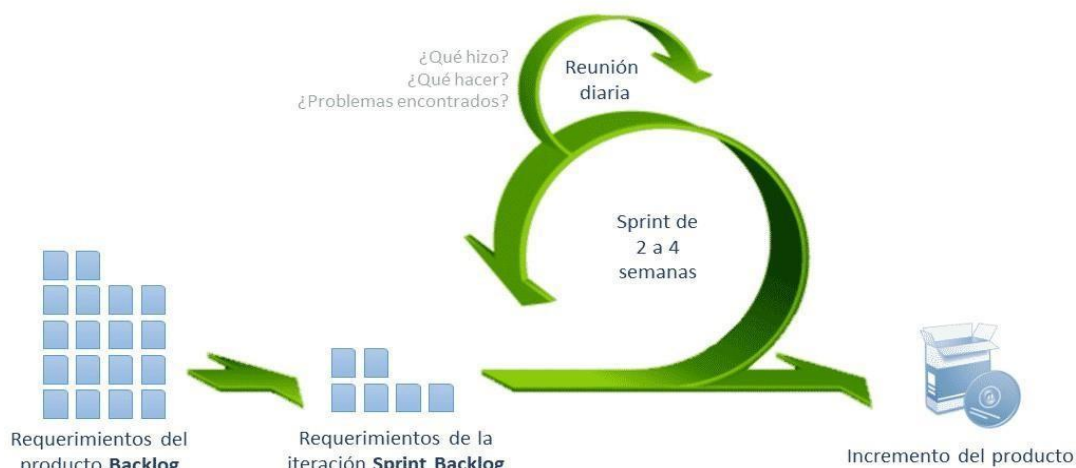 ¿Qué hizo?
¿Qué hacer?
¿Problemas encontrados?
Reunión
diaria
Sprint de
2 a 4
semanas
Requerimientos del
producto Backlog
Requerimientos de la
iteración Sprint Backlog
Incremento del producto